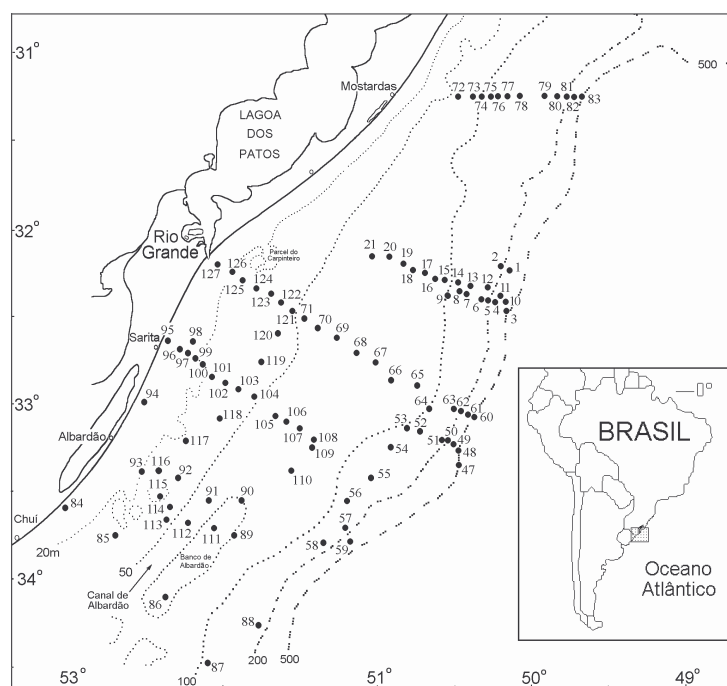 31°
500
Mostardas
72 73 75 77 79 81
74 76 78 80 82 83
LAGOA
DOS
PATOS
32°
Rio
Grande
Parcel do
Carpinteiro
21 20 19 17 15 14 13 12 2 1
18 16 9 8 7 6 5 4 11 10 3
127 126 125 124 123 122 121 71 70 69
120 68 67 66 65 64 63 62 61 60
95 98
Sarita
96 97 99 100 101 102 103 104 119
94
33°
118 105 106 107 108 109 110
53 52 51 50 49 48 47
54 55 56 57 58 59
Albardão
117
93 116 92
115 114 113 112 111
91 90 89
84
85
Chuí
20m
50
Banco de
Albardão
Canal de
Albardão
34°
86
88
87
100
200
500
53°
51°
50°
49°
0°
BRASIL
Oceano
Atlântico